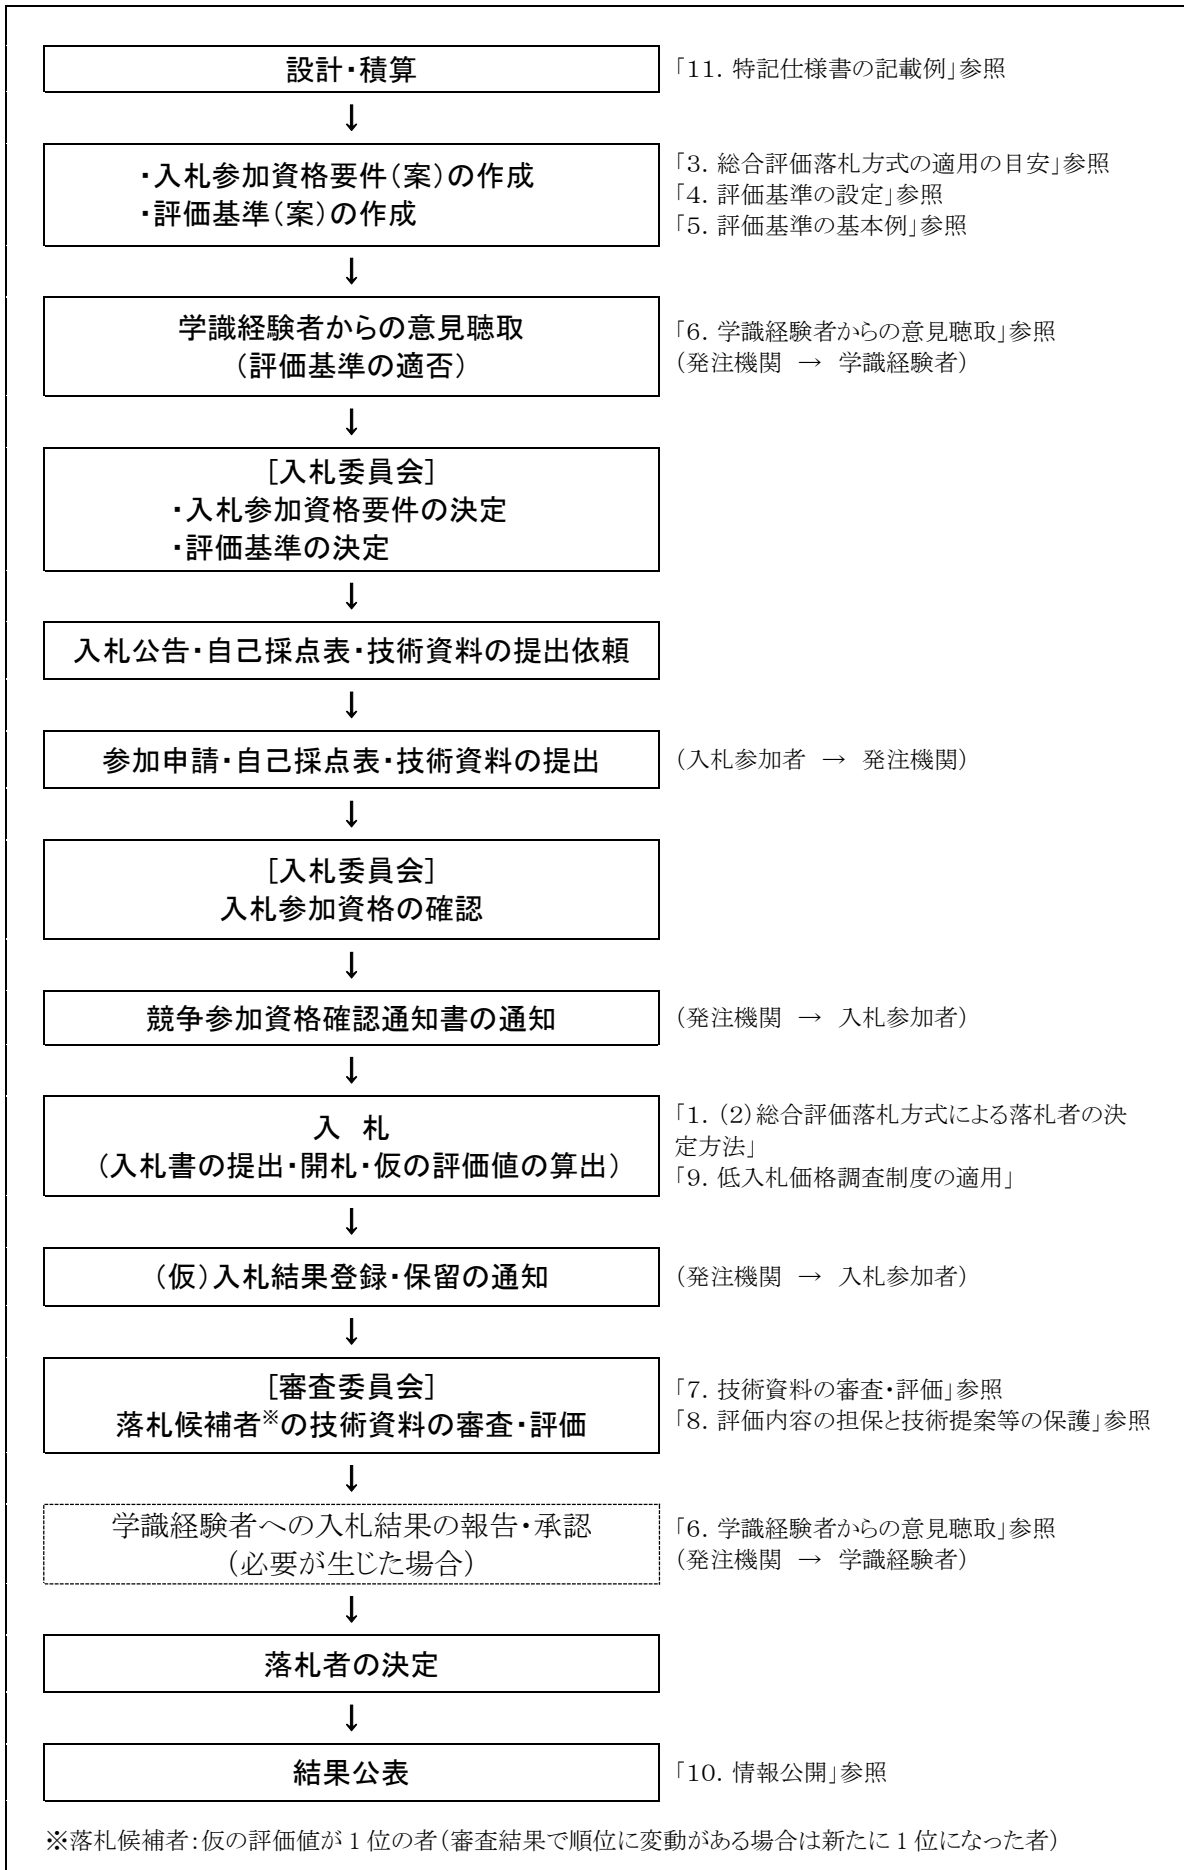 設計・積算
「11. 特記仕様書の記載例」参照
↓
・入札参加資格要件(案)の作成
・評価基準(案)の作成
「3. 総合評価落札方式の適用の目安」参照
「4. 評価基準の設定」参照
「5. 評価基準の基本例」参照
↓
学識経験者からの意見聴取
(評価基準の適否)
「6. 学識経験者からの意見聴取」参照
(発注機関 → 学識経験者)
↓
[入札委員会]
・入札参加資格要件の決定
・評価基準の決定
↓
入札公告・自己採点表・技術資料の提出依頼
↓
参加申請・自己採点表・技術資料の提出
(入札参加者 → 発注機関)
↓
[入札委員会]
入札参加資格の確認
↓
競争参加資格確認通知書の通知
(発注機関 → 入札参加者)
↓
入 札
(入札書の提出・開札・仮の評価値の算出)
「1. (2)総合評価落札方式による落札者の決
定方法」
「9. 低入札価格調査制度の適用」
↓
(仮)入札結果登録・保留の通知
(発注機関 → 入札参加者)
↓
[審査委員会]
落札候補者※の技術資料の審査・評価
「7. 技術資料の審査・評価」参照
「8. 評価内容の担保と技術提案等の保護」参照
↓
学識経験者への入札結果の報告・承認
(必要が生じた場合)
「6. 学識経験者からの意見聴取」参照
(発注機関 → 学識経験者)
↓
落札者の決定
↓
結果公表
「10. 情報公開」参照
※落札候補者:仮の評価値が 1 位の者(審査結果で順位に変動がある場合は新たに 1 位になった者)